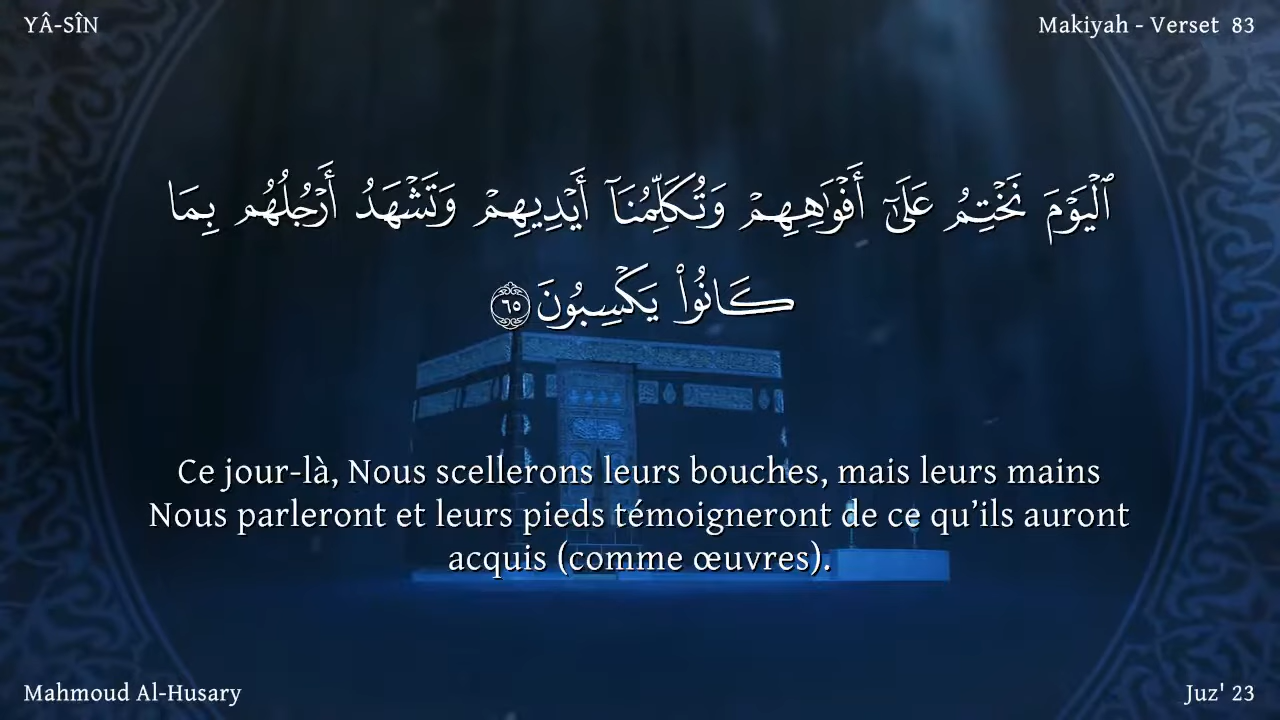 YÂ-SÎN
Makiyah - Verset 83
ٱلْيَوْمَ نَخْتِمُ عَلَىٰٓ أَفْوَٰهِهِمْ وَتُكَلِّمُنَآ أَيْدِيهِمْ وَتَشْهَدُ أَرْجُلُهُم بِمَا
كَانُوا۟ يَكْسِبُونَ ٦٥
Ce jour-là, Nous scellerons leurs bouches, mais leurs mains
Nous parleront et leurs pieds témoigneront de ce qu’ils auront
acquis (comme œuvres).
Mahmoud Al-Husary
Juz' 23